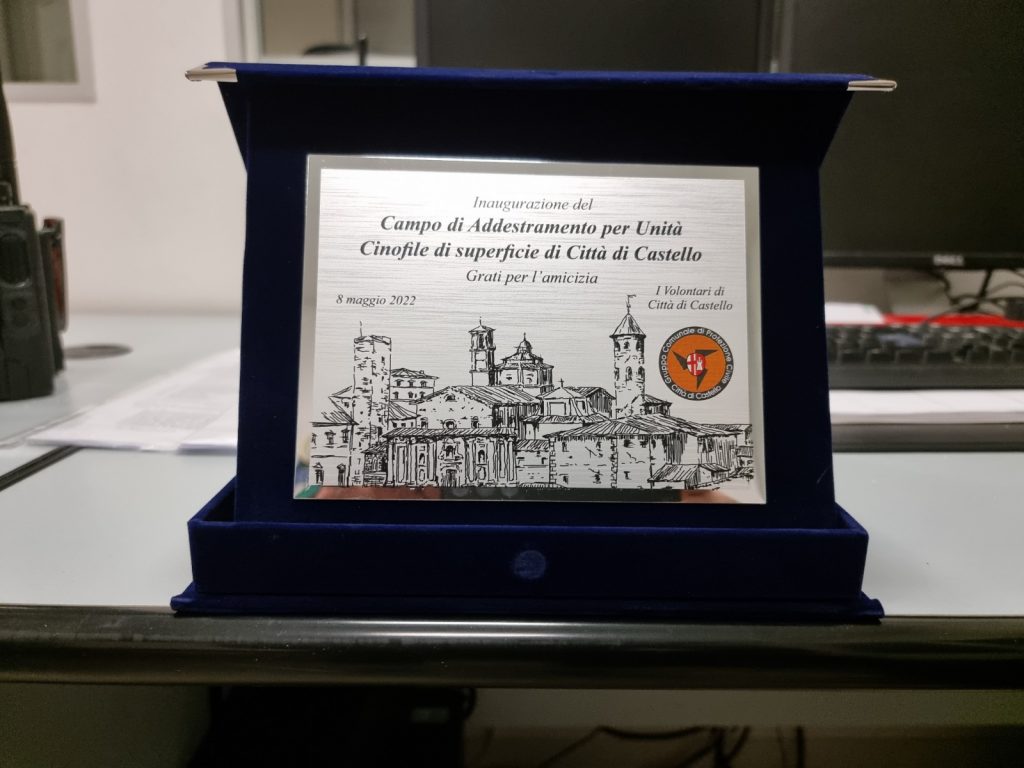 Inaugurazione del
Campo di Addestramento per Unità
Cinofile di superficie di Città di Castello
Grati per l'amicizia
8 maggio 2022
I Volontari di
Città di Castello
Gruppo Comunale di Protezione Civile
Città di Castello
DELL